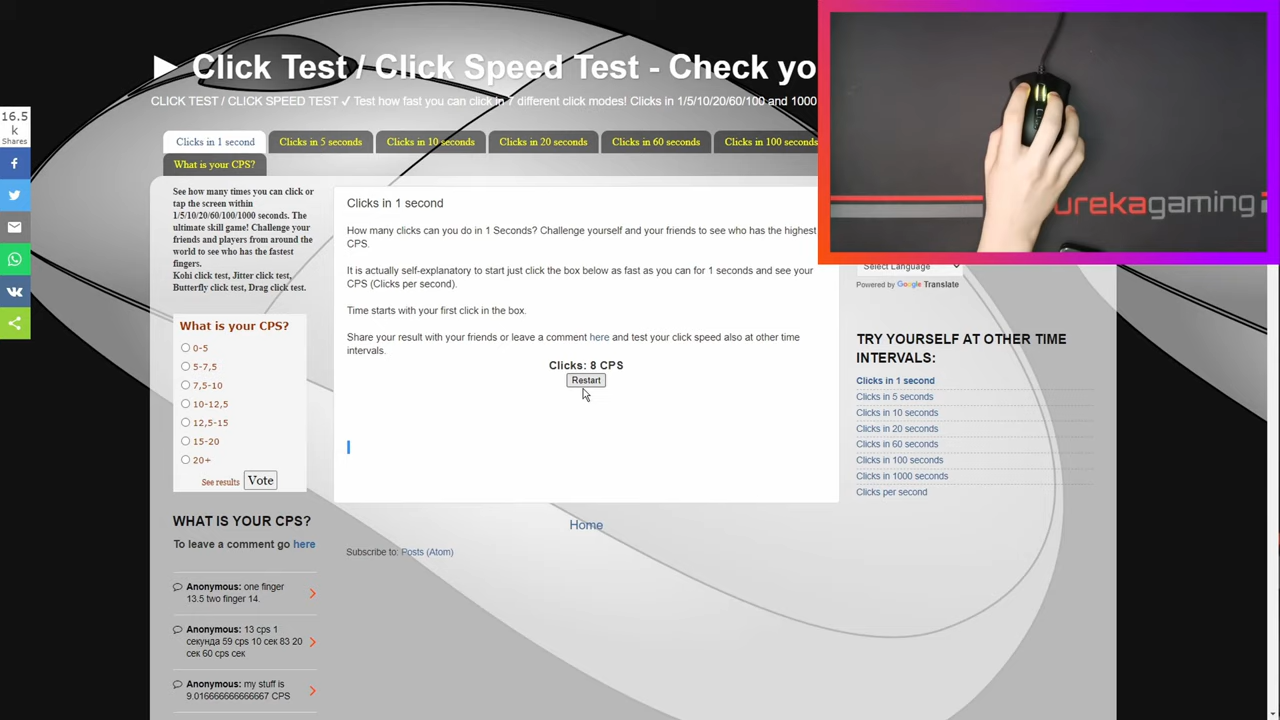 ► Click Test / Click Speed Test - Check yo
CLICK TEST / CLICK SPEED TEST ✔ Test how fast you can click in 7 different click modes! Clicks in 1/5/10/20/60/100 and 1000
16.5
k
Shares
Clicks in 1 second
Clicks in 5 seconds
Clicks in 10 seconds
Clicks in 20 seconds
Clicks in 60 seconds
Clicks in 100 seconds
What is your CPS?
See how many times you can click or
tap the screen within
1/5/10/20/60/100/1000 seconds. The
ultimate skill game! Challenge your
friends and players from around the
world to see who has the fastest
fingers.
Kohi click test, Jitter click test,
Butterfly click test, Drag click test.
What is your CPS?
0-5
5-7,5
7,5-10
10-12,5
12,5-15
15-20
20+
See results
Vote
WHAT IS YOUR CPS?
To leave a comment go here
Anonymous: one finger
13.5 two finger 14.
Anonymous: 13 cps 1
секунда 59 cps 10 сек 83 20
сек 60 cps сек
Anonymous: my stuff is
9.016666666666667 CPS
Clicks in 1 second
How many clicks can you do in 1 Seconds? Challenge yourself and your friends to see who has the highest
CPS.
It is actually self-explanatory to start just click the box below as fast as you can for 1 seconds and see your
CPS (Clicks per second).
Time starts with your first click in the box.
Share your result with your friends or leave a comment here and test your click speed also at other time
intervals.
Clicks: 8 CPS
Restart
Home
Subscribe to: Posts (Atom)
urekagaming
Select Language
Powered by Google Translate
TRY YOURSELF AT OTHER TIME
INTERVALS:
Clicks in 1 second
Clicks in 5 seconds
Clicks in 10 seconds
Clicks in 20 seconds
Clicks in 60 seconds
Clicks in 100 seconds
Clicks in 1000 seconds
Clicks per second